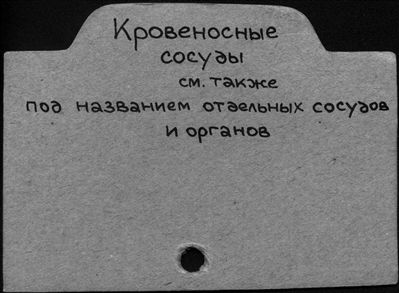 Кровеносные
сосуды
см. также
под названием отдельных сосудов
и органов